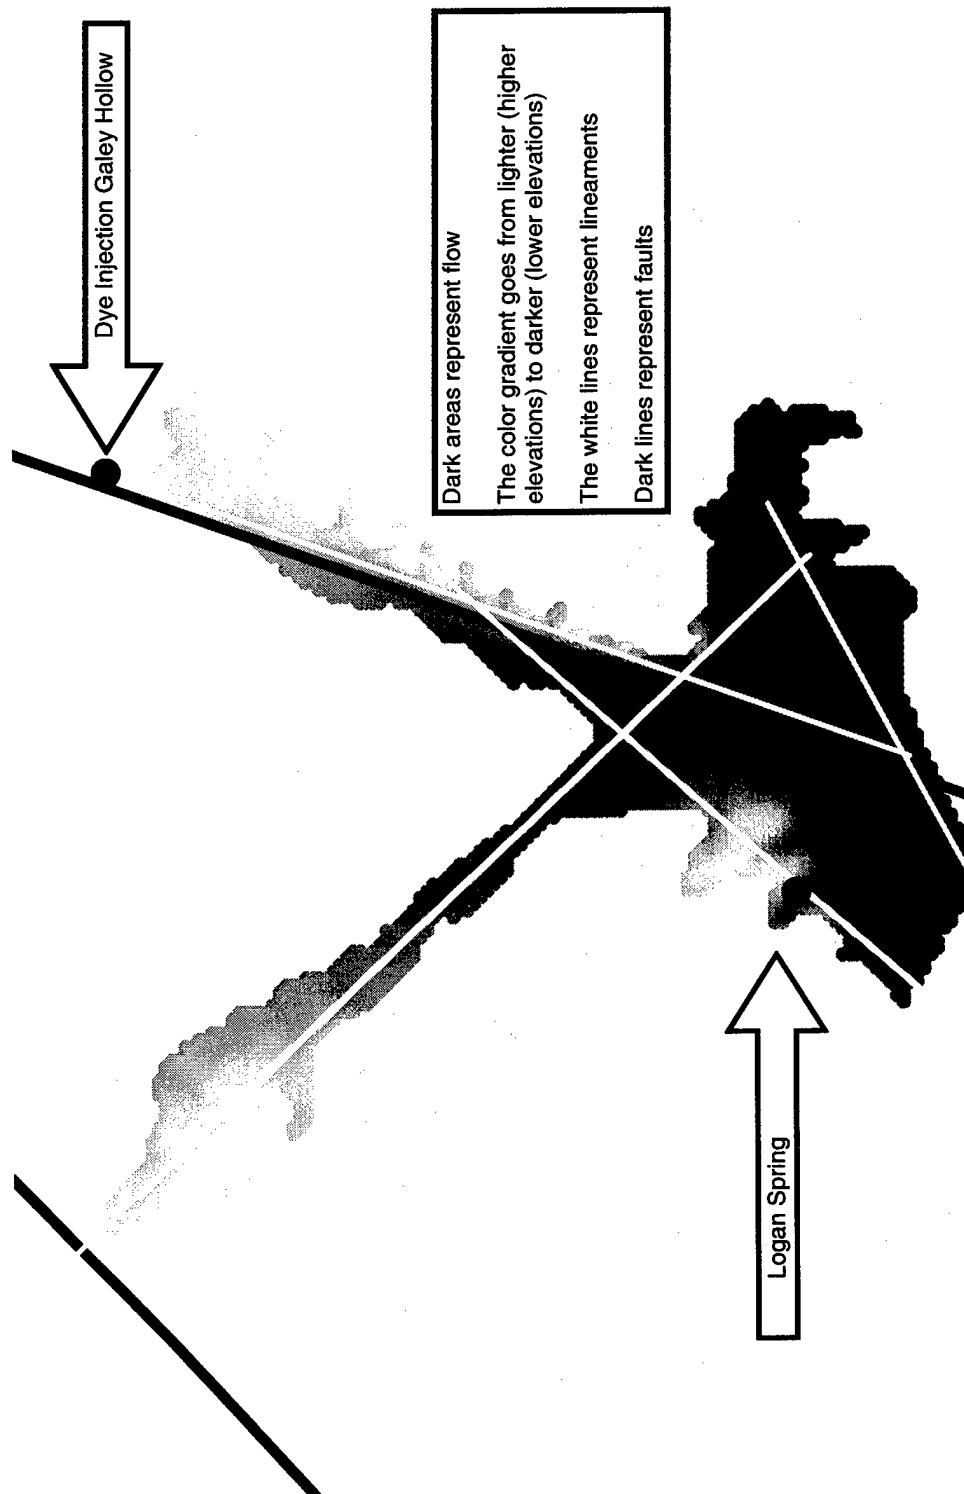 Dye Injection Galey Hollow
Dark areas represent flow
The color gradient goes from lighter (higher
elevations) to darker (lower elevations)
The white lines represent lineaments
Dark lines represent faults
Logan Spring